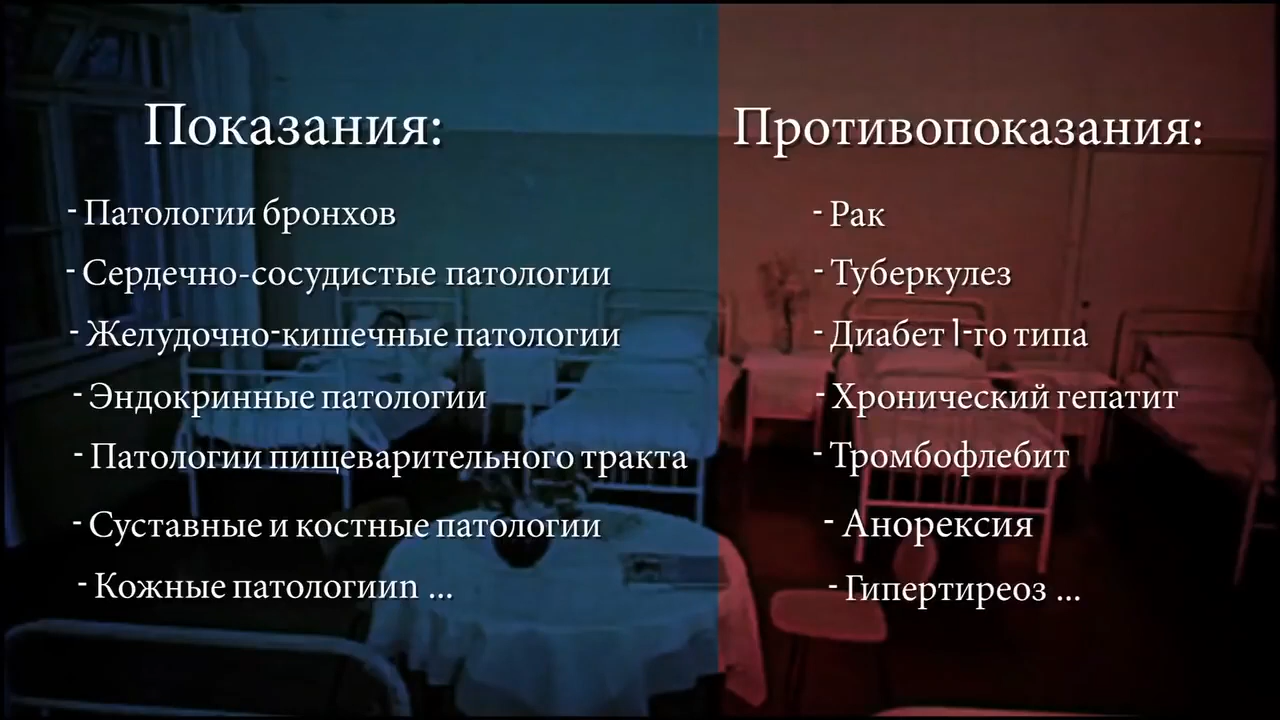 Показания:
- Патологии бронхов
- Сердечно-сосудистые патологии
- Желудочно-кишечные патологии
- Эндокринные патологии
- Патологии пищеварительного тракта
- Суставные и костные патологии
- Кожные патологииn ...
Противопоказания:
- Рак
- Туберкулез
- Диабет 1-го типа
- Хронический гепатит
- Тромбофлебит
- Анорексия
- Гипертиреоз ...